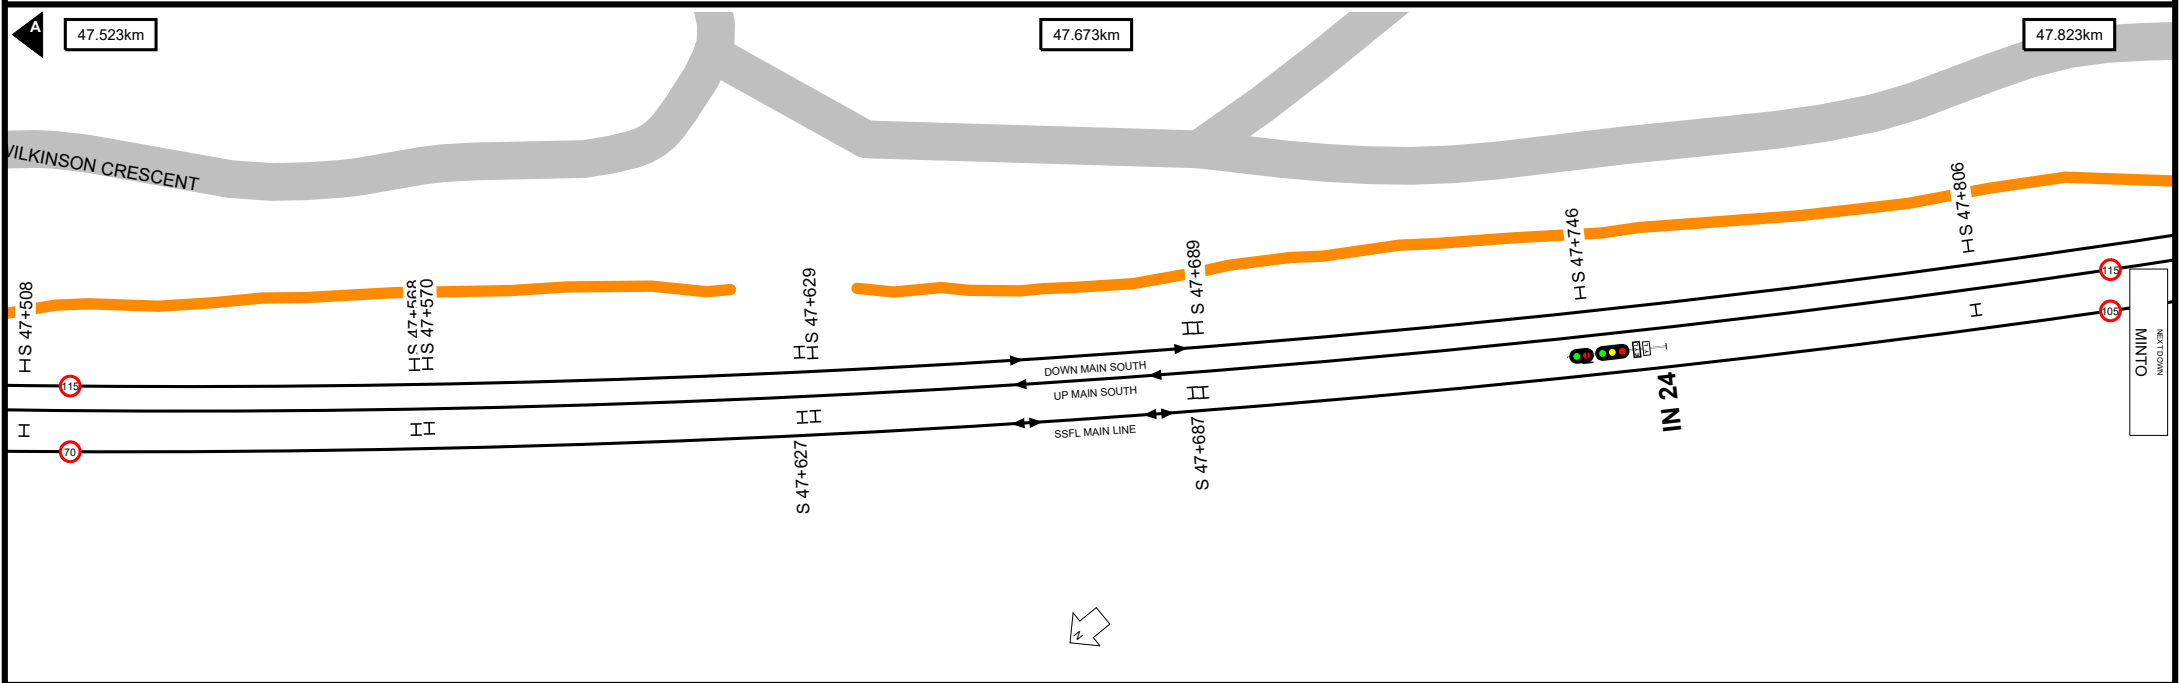 A
47.523km
47.673km
47.823km
WILKINSON CRESCENT
S 47+508
S 47+568
S 47+570
S 47+629
S 47+689
S 47+746
S 47+806
115
115
105
70
DOWN MAIN SOUTH
UP MAIN SOUTH
SSFL MAIN LINE
S 47+627
S 47+687
IN 24
NEXT DOWN
MINTO
N